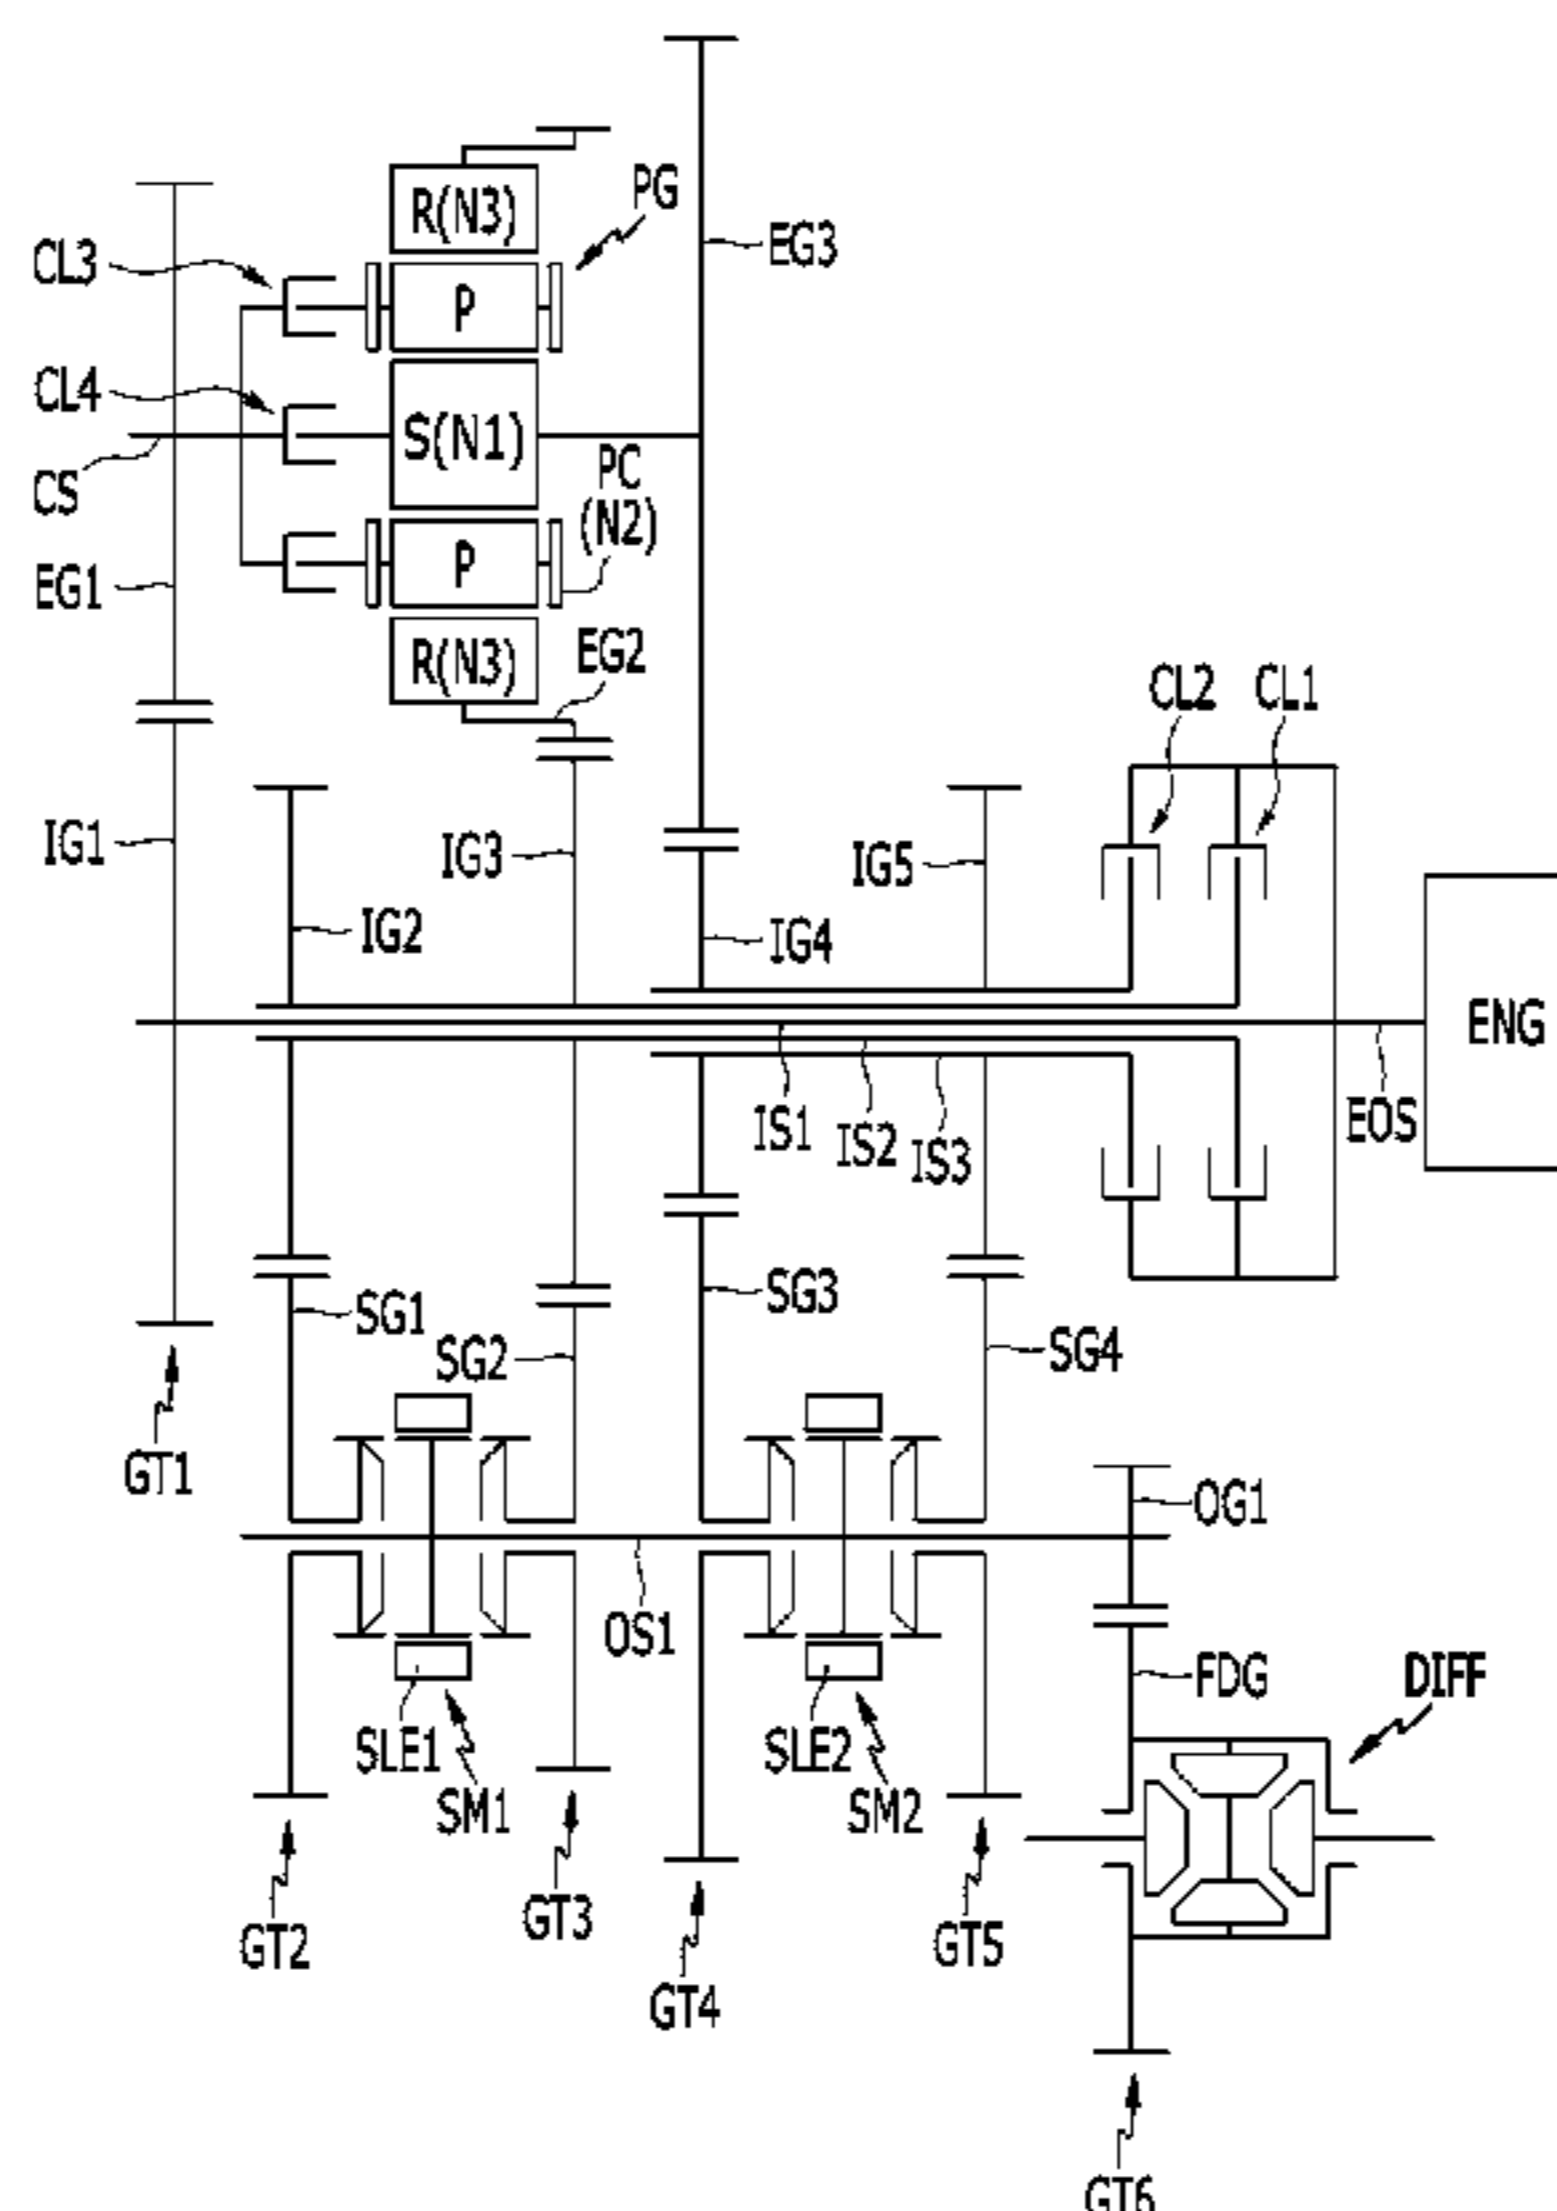 PG
R(N3)
EG3
CL3
P
CL4
S(N1)
PC
(N2)
CS
P
EG1
R(N3)
EG2
CL2
CL1
IG1
IG3
IG5
IG2
IG4
ENG
IS1
IS2
IS3
EOS
SG1
SG3
SG2
SG4
GT1
OG1
OS1
FDG
DIFF
SLE1
SLE2
SM1
SM2
GT2
GT3
GT5
GT4
GT6